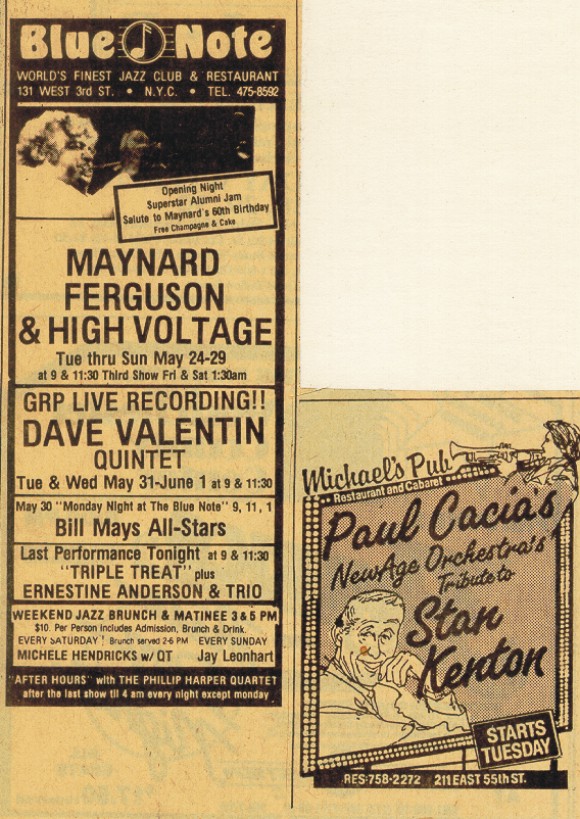 Blue Note
WORLD'S FINEST JAZZ CLUB & RESTAURANT
131 WEST 3rd ST. • N.Y.C. • TEL. 475-8592
Opening Night
Superstar Alumni Jam
Salute to Maynard's 60th Birthday
Free Champagne & Cake
MAYNARD
FERGUSON
& HIGH VOLTAGE
Tue thru Sun May 24-29
at 9 & 11:30 Third Show Fri & Sat 1:30am
GRP LIVE RECORDING!!
DAVE VALENTIN
QUINTET
Tue & Wed May 31-June 1 at 9 & 11:30
May 30 "Monday Night at The Blue Note" 9, 11, 1
Bill Mays All-Stars
Last Performance Tonight at 9 & 11:30
"TRIPLE TREAT" plus
ERNESTINE ANDERSON & TRIO
WEEKEND JAZZ BRUNCH & MATINEE 3 & 5 PM
$10. Per Person Includes Admission, Brunch & Drink.
EVERY SATURDAY Brunch served 2-6 PM EVERY SUNDAY
MICHELE HENDRICKS w/ QT Jay Leonhart
"AFTER HOURS" with THE PHILLIP HARPER QUARTET
after the last show til 4 am every night except monday
Michael's Pub
Restaurant and Cabaret
Paul Cacia's
New Age Orchestra's
Tribute to
Stan
Kenton
STARTS
TUESDAY
RES: 758-2272 211 EAST 55th ST.